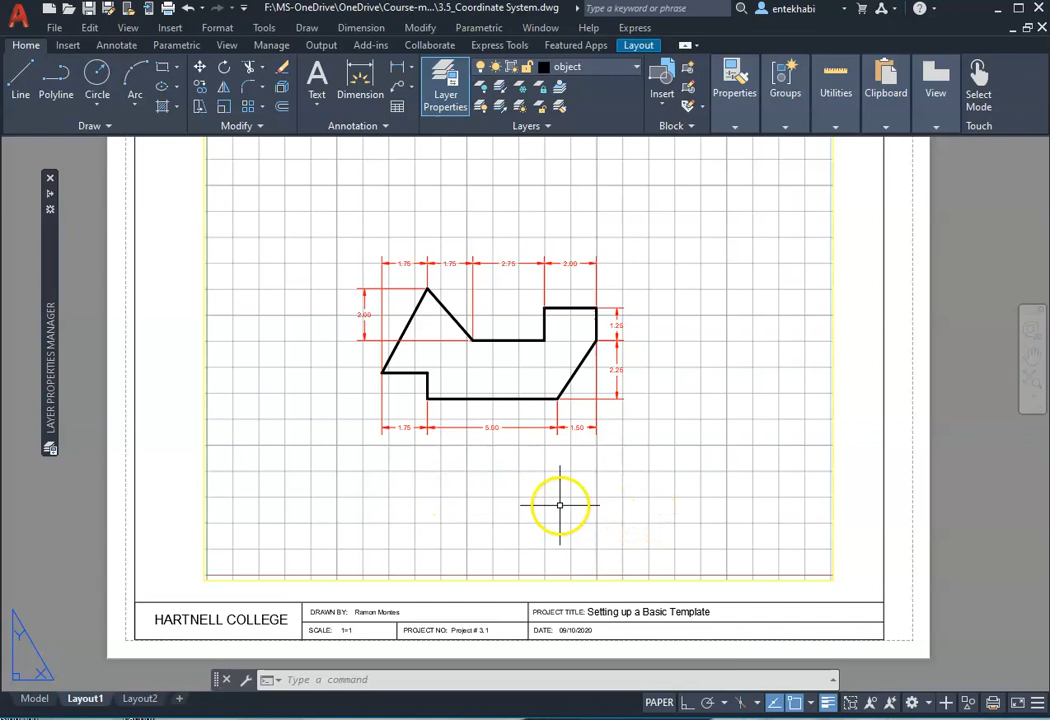 F:\MS-OneDrive\OneDrive\Course-m...\3.5_Coordinate System.dwg
Type a keyword or phrase
entekhabi
File Edit View Insert Format Tools Draw Dimension Modify Parametric Window Help Express
Home Insert Annotate Parametric View Manage Output Add-ins Collaborate Express Tools Featured Apps Layout
Line Polyline Circle Arc
Text Dimension
Layer Properties
object
Insert
Properties Groups Utilities Clipboard View
Select Mode
Draw Modify Annotation Layers Block Touch
LAYER PROPERTIES MANAGER
1.75 1.75 2.75 2.00
2.00
1.25
2.25
1.75 5.00 1.50
HARTNELL COLLEGE
DRAWN BY: Ramon Montes
PROJECT TITLE: Setting up a Basic Template
SCALE: 1=1
PROJECT NO: Project # 3.1
DATE: 09/10/2020
Y
X
Type a command
Model Layout1 Layout2 +
PAPER